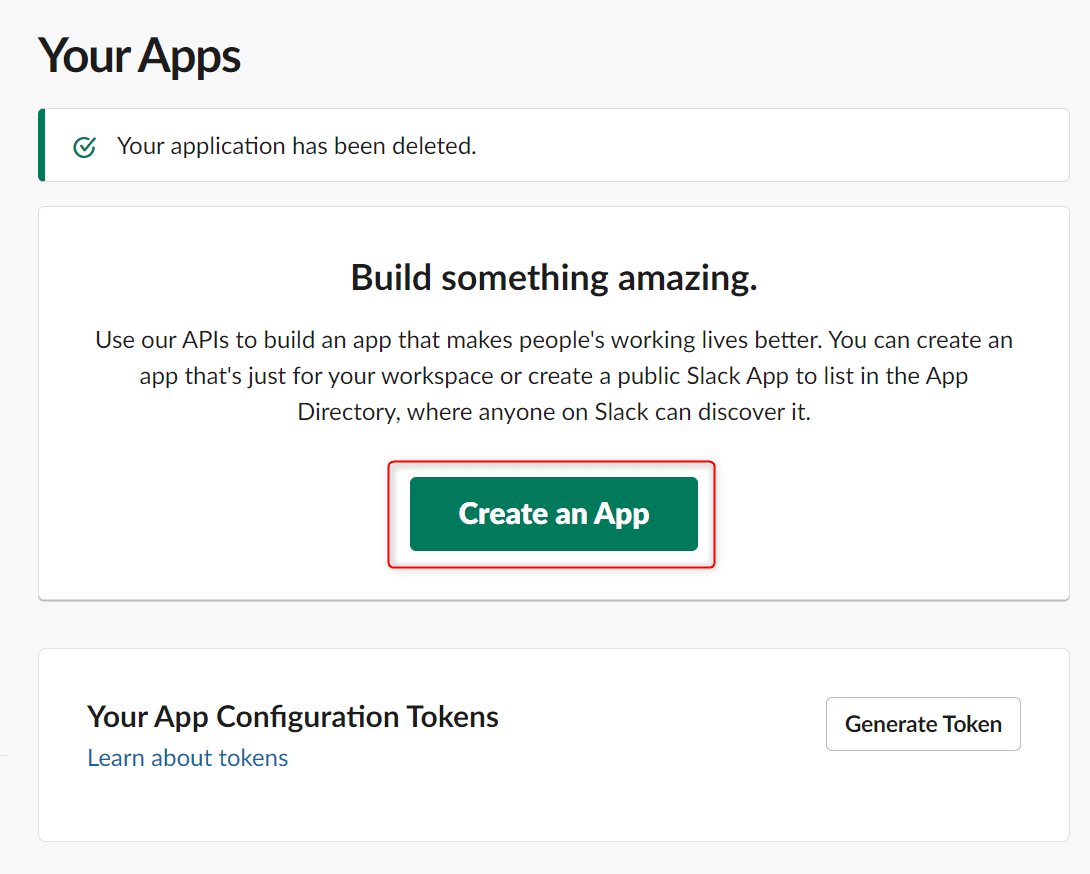 Your Apps
Your application has been deleted.
Build something amazing.
Use our APIs to build an app that makes people's working lives better. You can create an
app that's just for your workspace or create a public Slack App to list in the App
Directory, where anyone on Slack can discover it.
Create an App
Your App Configuration Tokens
Generate Token
Learn about tokens